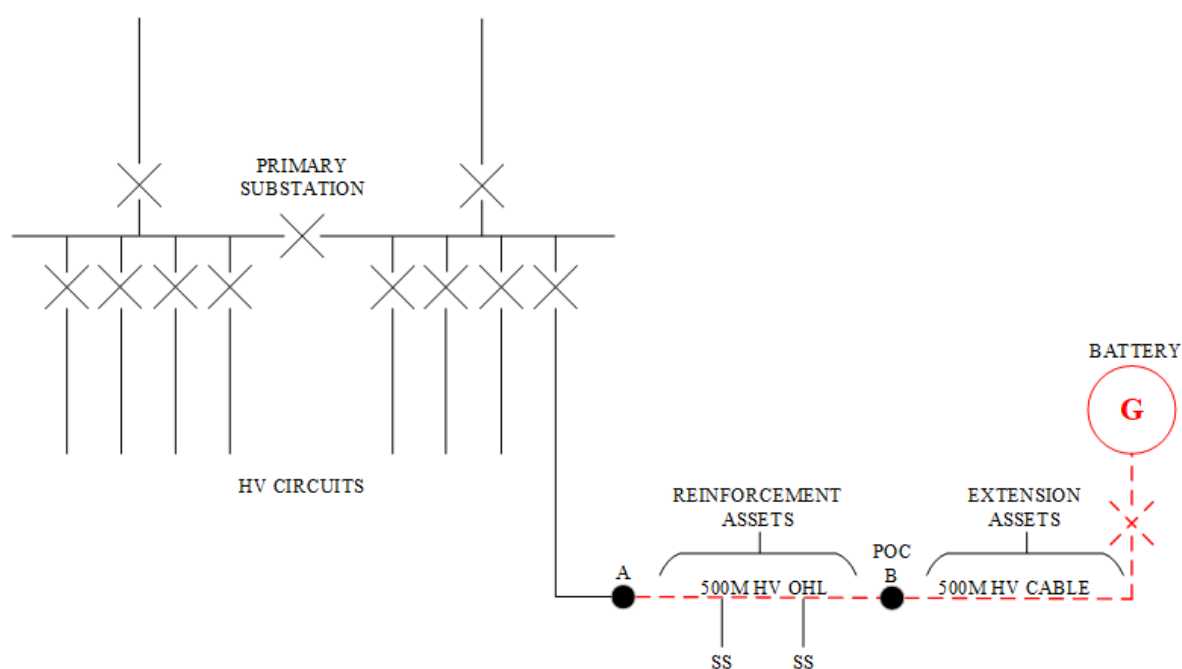 PRIMARY
SUBSTATION
HV CIRCUITS
BATTERY
G
REINFORCEMENT
ASSETS
EXTENSION
ASSETS
POC
A
B
500M HV OHL
500M HV CABLE
SS
SS